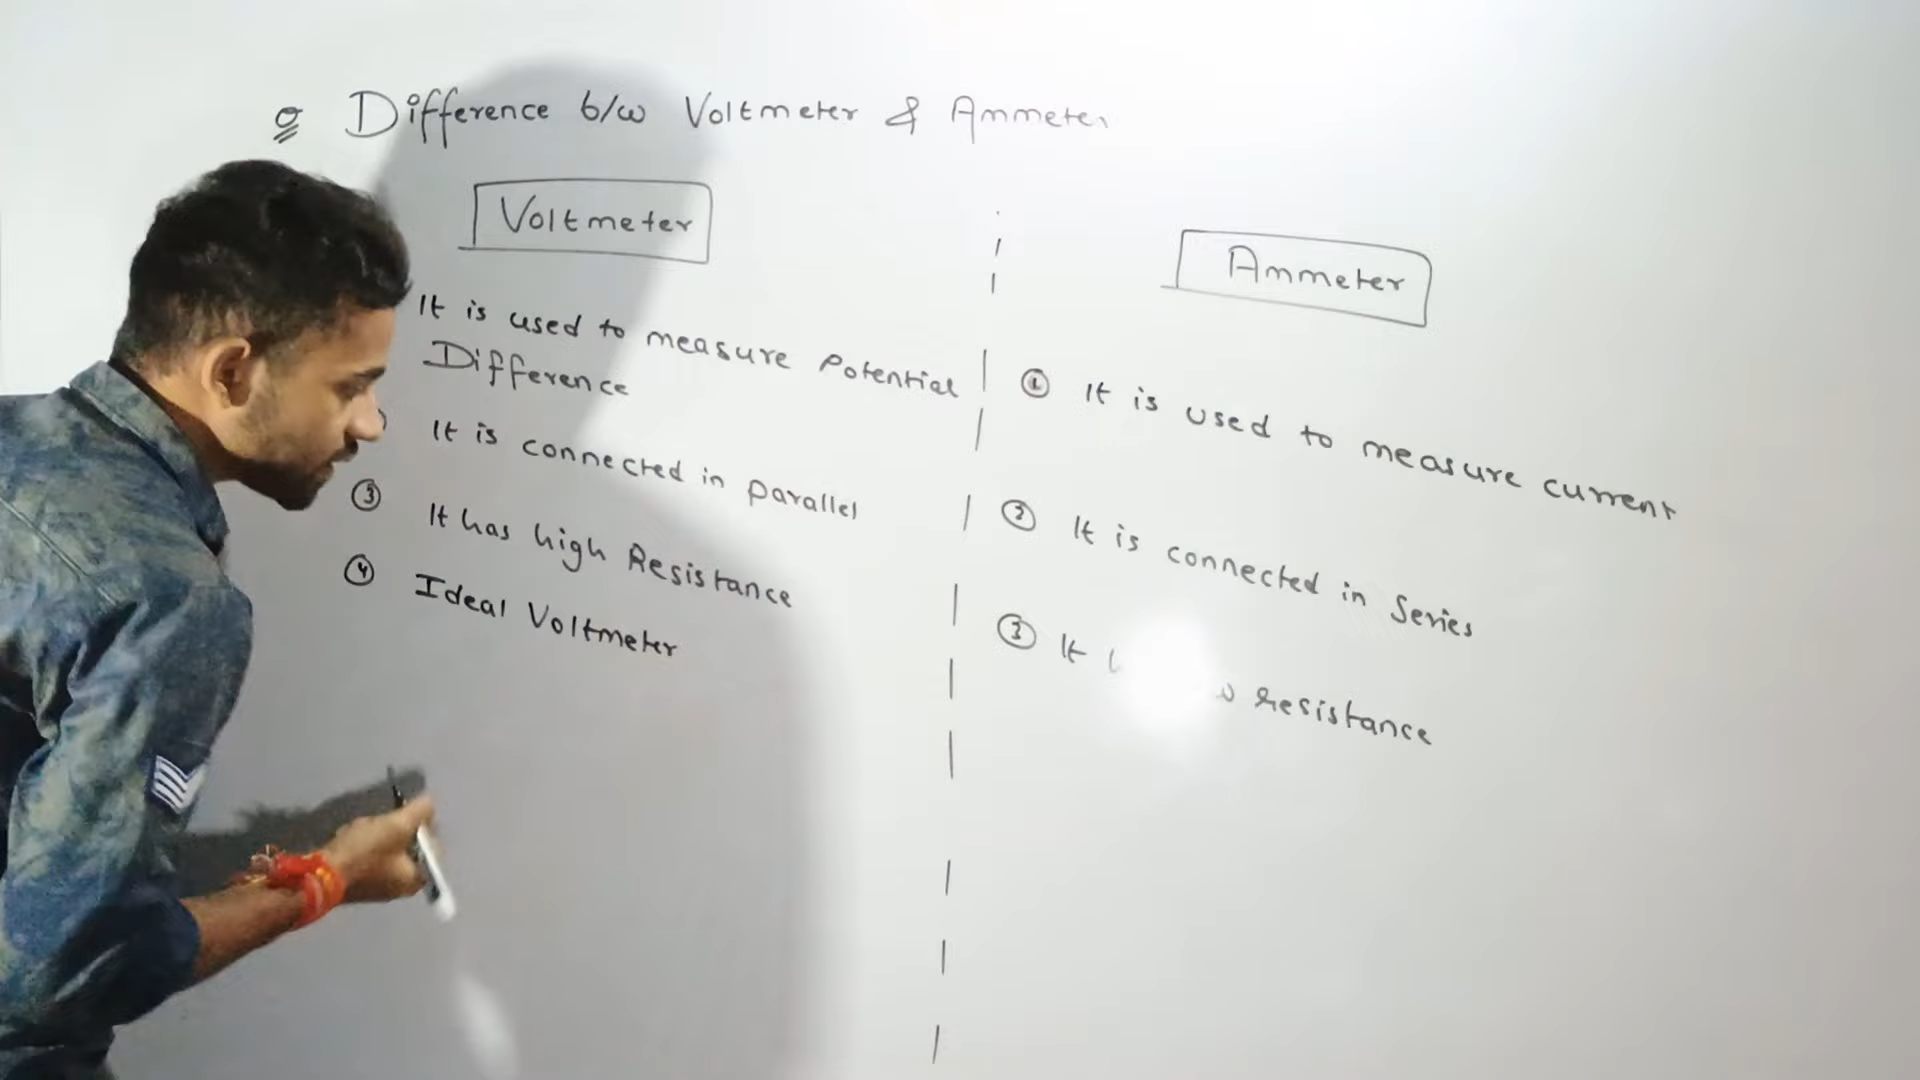 Q Difference b/w Voltmeter & Ammeter
Voltmeter
It is used to measure Potential
Difference
It is connected in parallel
③ It has high Resistance
④ Ideal Voltmeter
Ammeter
① It is used to measure current
② It is connected in Series
③ It resistance